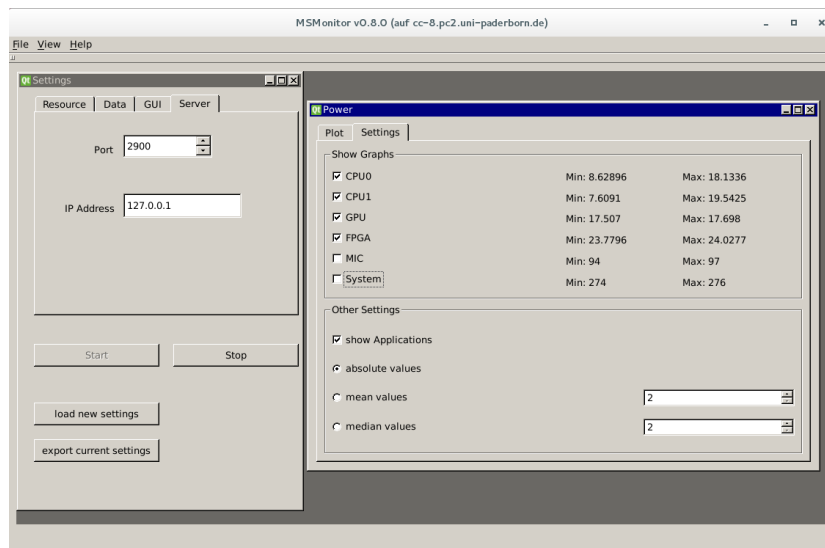 MSMonitor v0.8.0 (auf cc-8.pc2.uni-paderborn.de)
File View Help
Qt Settings
Resource Data GUI Server
Port 2900
IP Address 127.0.0.1
Start Stop
load new settings
export current settings
Qt Power
Plot Settings
Show Graphs
CPU0 Min: 8.62896 Max: 18.1336
CPU1 Min: 7.6091 Max: 19.5425
GPU Min: 17.507 Max: 17.698
FPGA Min: 23.7796 Max: 24.0277
MIC Min: 94 Max: 97
System Min: 274 Max: 276
Other Settings
show Applications
absolute values
mean values 2
median values 2